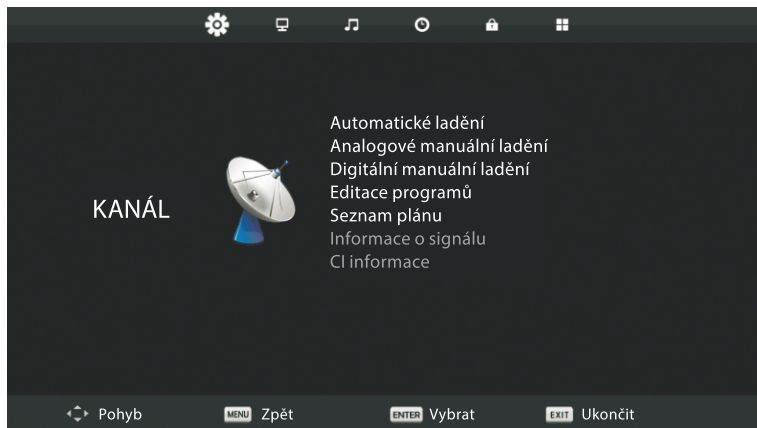 KANÁL
Automatické ladění
Analogové manuální ladění
Digitální manuální ladění
Editace programů
Seznam plánu
Informace o signálu
CI informace
Pohyb MENU Zpět ENTER Vybrat EXIT Ukončit